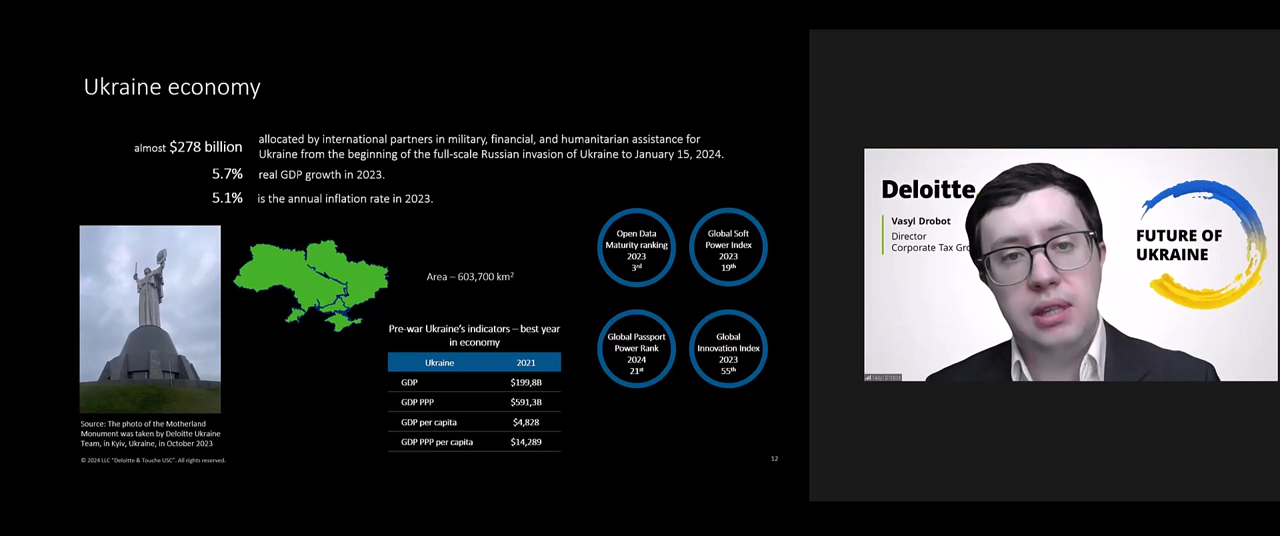 Ukraine economy
almost $278 billion
allocated by international partners in military, financial, and humanitarian assistance for
Ukraine from the beginning of the full-scale Russian invasion of Ukraine to January 15, 2024.
5.7% real GDP growth in 2023.
5.1% is the annual inflation rate in 2023.
Area – 603,700 km²
Open Data
Maturity ranking
2023
3rd
Global Soft
Power Index
2023
19th
Global Passport
Power Rank
2024
21st
Global
Innovation Index
2023
55th
Pre-war Ukraine's indicators – best year
in economy
Ukraine 2021
GDP $199,8B
GDP PPP $591,3B
GDP per capita $4,828
GDP PPP per capita $14,289
Source: The photo of the Motherland
Monument was taken by Deloitte Ukraine
Team, in Kyiv, Ukraine, in October 2023
© 2024 LLC "Deloitte & Touche USC". All rights reserved.
12
Deloitte
Vasyl Drobot
Director
Corporate Tax Gro
FUTURE OF
UKRAINE